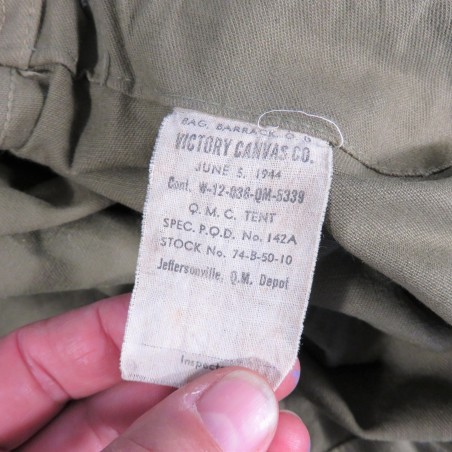 BAG, BARRACK O D
VICTORY CANVAS CO.
JUNE 5, 1944
Cont. W-12-036-QM-5339
Q.M.C. TENT
SPEC. P.Q.D. No. 142A
STOCK No. 74-B-50-10
Jeffersonville, Q.M. Depot